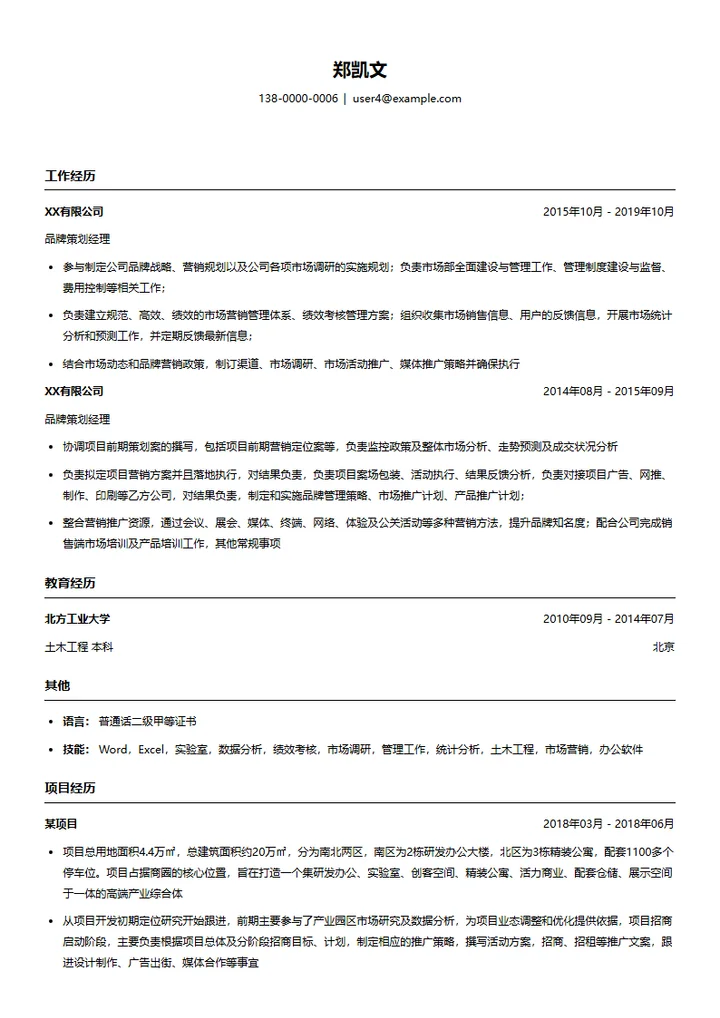 郑凯文
138-0000-0006 | user4@example.com
工作经历
XX有限公司 2015年10月 - 2019年10月
品牌策划经理
• 参与制定公司品牌战略、营销规划以及公司各项市场调研的实施规划；负责市场部全面建设与管理工作、管理制度建设与监督、
费用控制等相关工作；
• 负责建立规范、高效、绩效的市场营销管理体系、绩效考核管理方案；组织收集市场销售信息、用户的反馈信息，开展市场统计
分析和预测工作，并定期反馈最新信息；
• 结合市场动态和品牌营销政策，制订渠道、市场调研、市场活动推广、媒体推广策略并确保执行
XX有限公司 2014年08月 - 2015年09月
品牌策划经理
• 协调项目前期策划案的撰写，包括项目前期营销定位案等，负责监控政策及整体市场分析、走势预测及成交状况分析
• 负责拟定项目营销方案并且落地执行，对结果负责，负责项目案场包装、活动执行、结果反馈分析，负责对接项目广告、网推、
制作、印刷等乙方公司，对结果负责，制定和实施品牌管理策略、市场推广计划、产品推广计划；
• 整合营销推广资源，通过会议、展会、媒体、终端、网络、体验及公关活动等多种营销方法，提升品牌知名度；配合公司完成销
售端市场培训及产品培训工作，其他常规事项
教育经历
北方工业大学 2010年09月 - 2014年07月
土木工程 本科 北京
其他
• 语言： 普通话二级甲等证书
• 技能： Word，Excel，实验室，数据分析，绩效考核，市场调研，管理工作，统计分析，土木工程，市场营销，办公软件
项目经历
某项目 2018年03月 - 2018年06月
• 项目总用地面积4.4万㎡，总建筑面积约20万㎡，分为南北两区，南区为2栋研发办公大楼，北区为3栋精装公寓，配套1100多个
停车位。项目占据商圈的核心位置，旨在打造一个集研发办公、实验室、创客空间、精装公寓、活力商业、配套仓储、展示空间
于一体的高端产业综合体
• 从项目开发初期定位研究开始跟进，前期主要参与了产业园区市场研究及数据分析，为项目业态调整和优化提供依据，项目招商
启动阶段，主要负责根据项目总体及分阶段招商目标、计划，制定相应的推广策略，撰写活动方案，招商、招租等推广文案，跟
进设计制作、广告出街、媒体合作等事宜